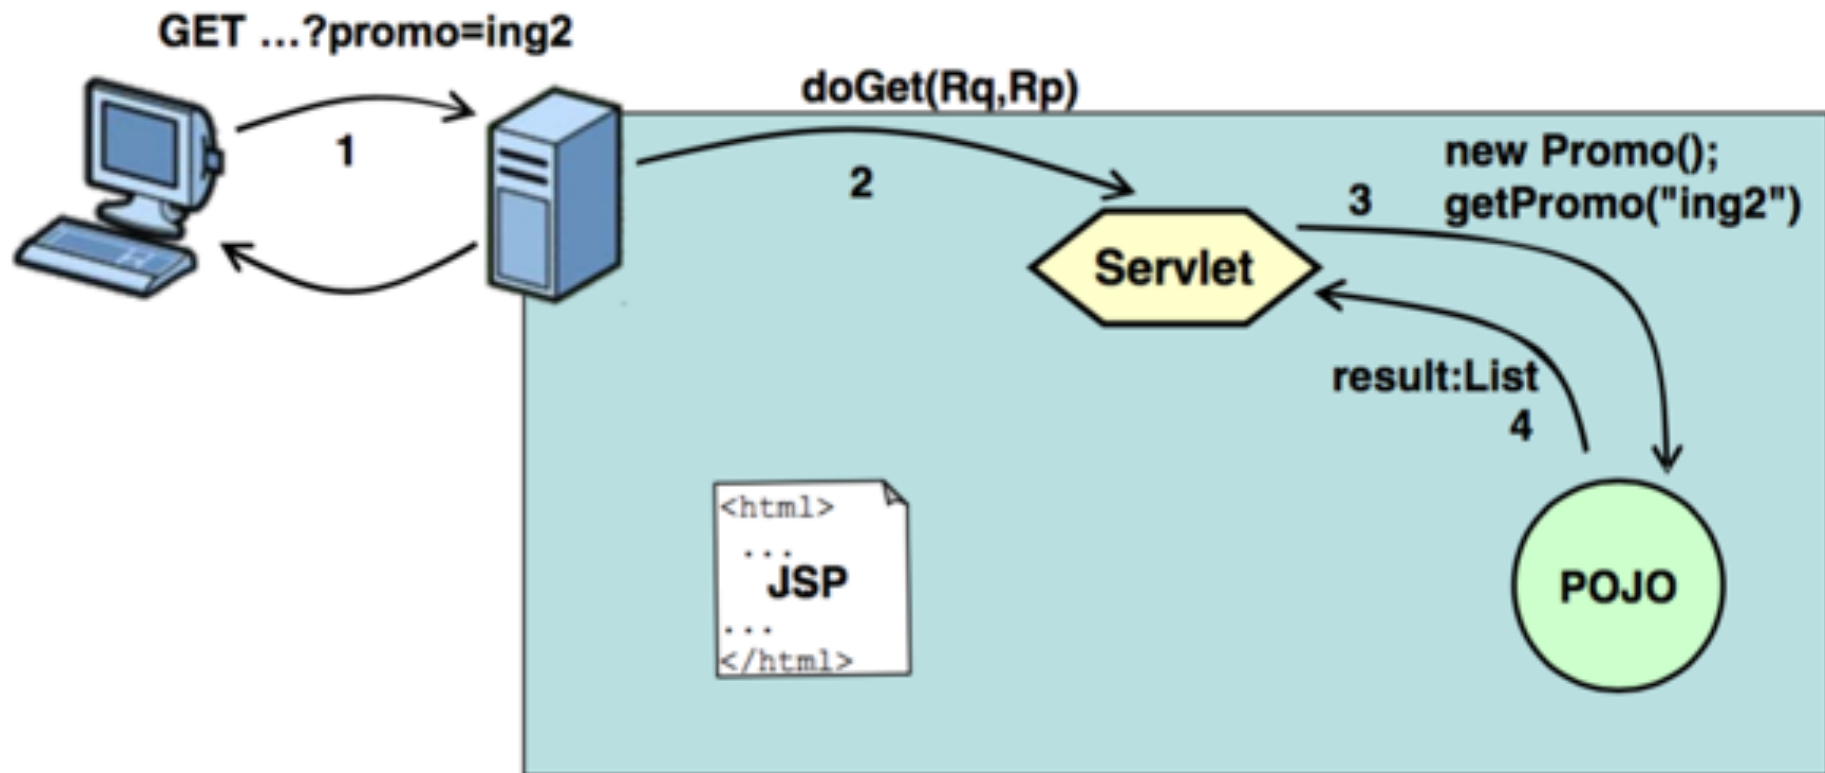 GET ...?promo=ing2
doGet(Rq,Rp)
1
2
new Promo();
3
getPromo("ing2")
Servlet
result:List
4
<html>
...
JSP
...
</html>
POJO